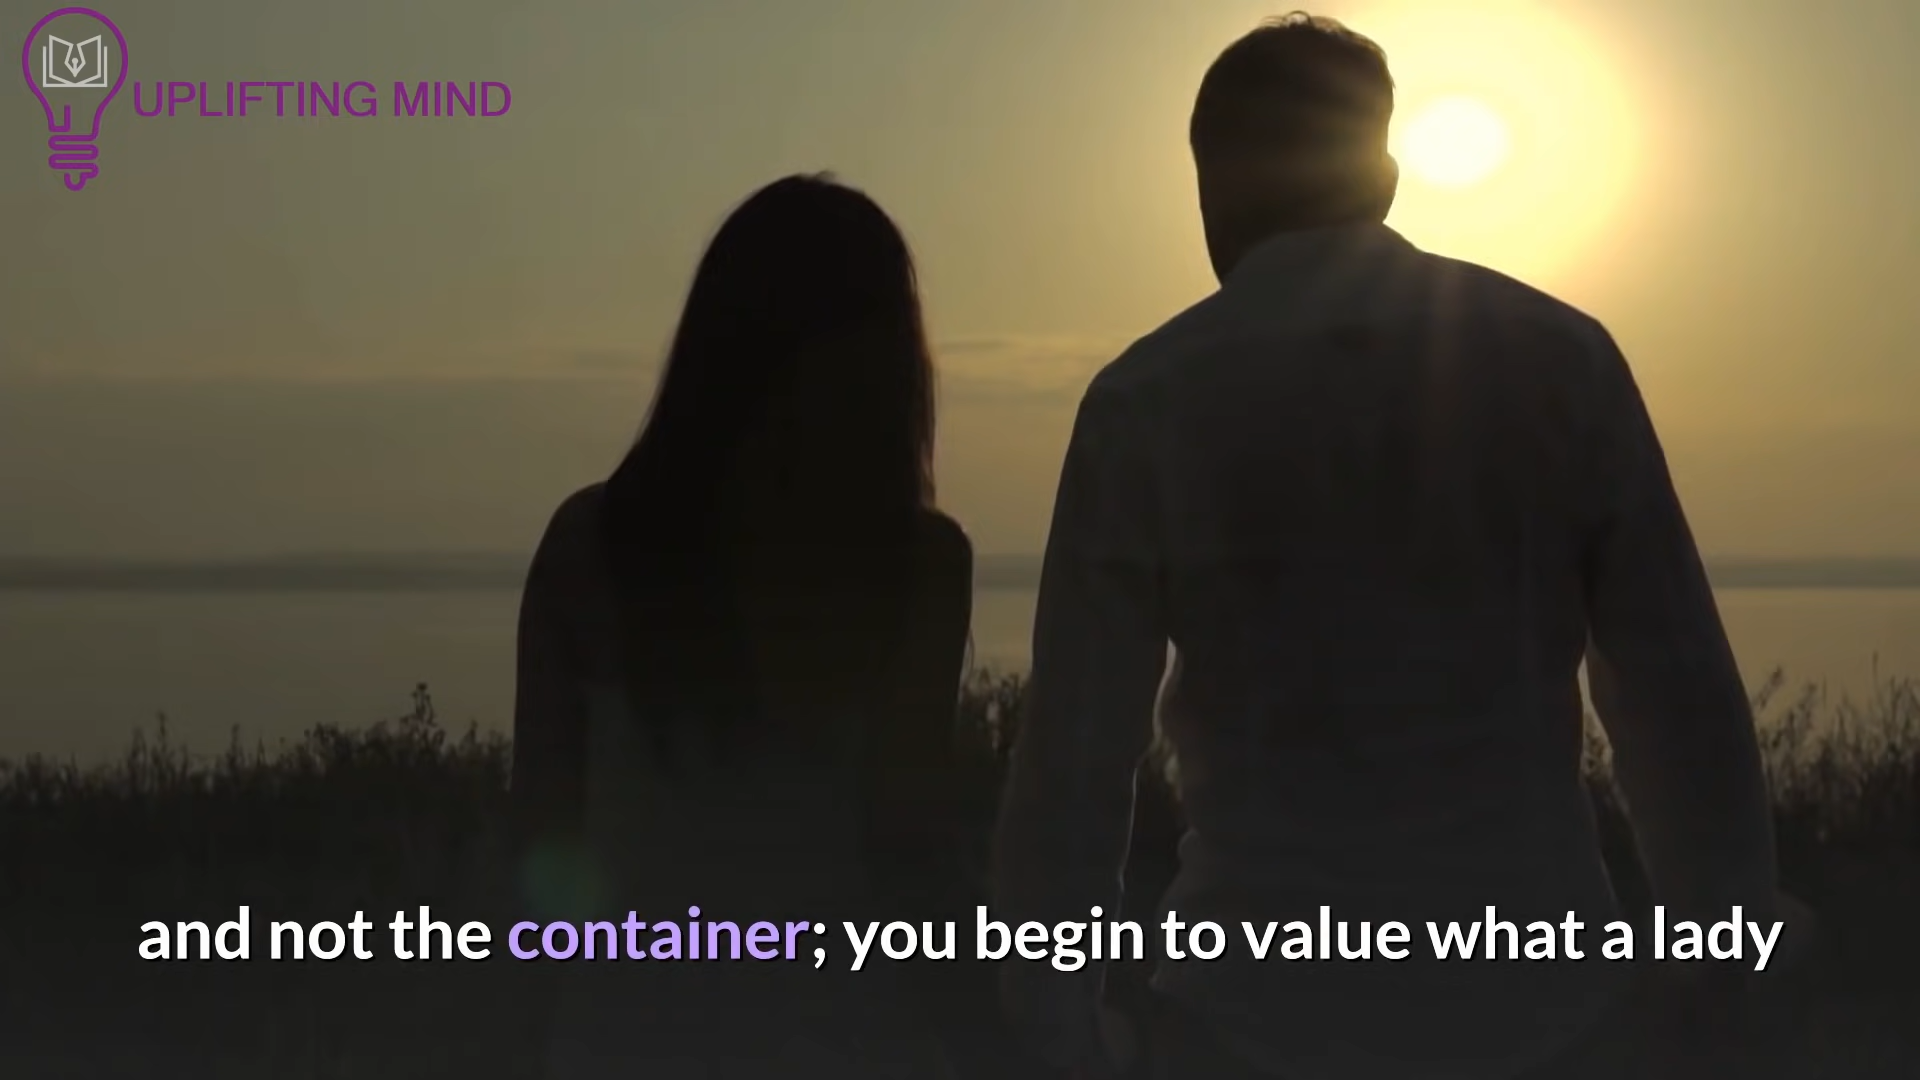 UPLIFTING MIND
and not the container; you begin to value what a lady